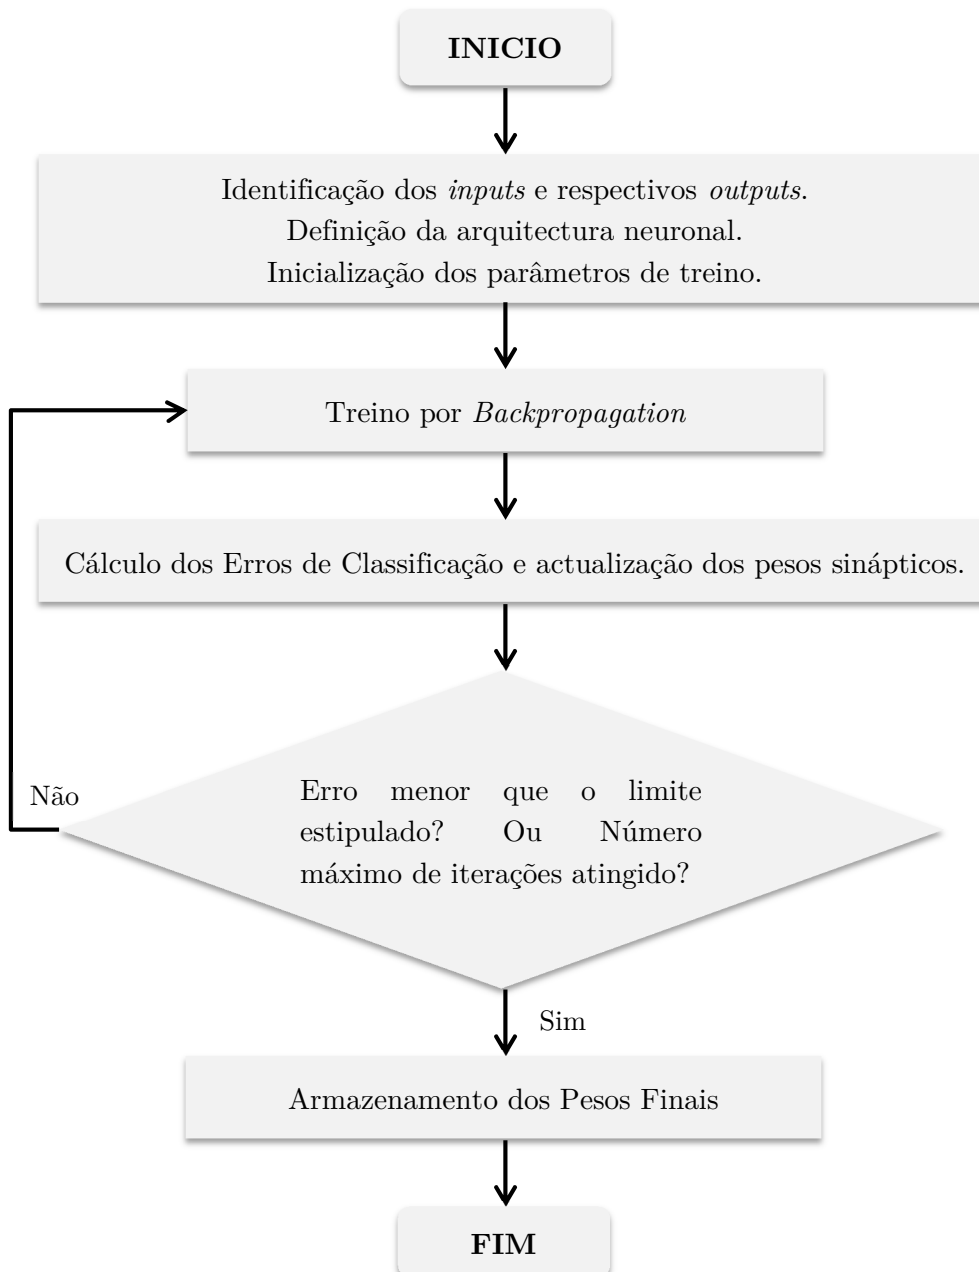 INICIO
Identificação dos inputs e respectivos outputs.
Definição da arquitectura neuronal.
Inicialização dos parâmetros de treino.
Treino por Backpropagation
Cálculo dos Erros de Classificação e actualização dos pesos sinápticos.
Não
Erro menor que o limite
estipulado? Ou Número
máximo de iterações atingido?
Sim
Armazenamento dos Pesos Finais
FIM